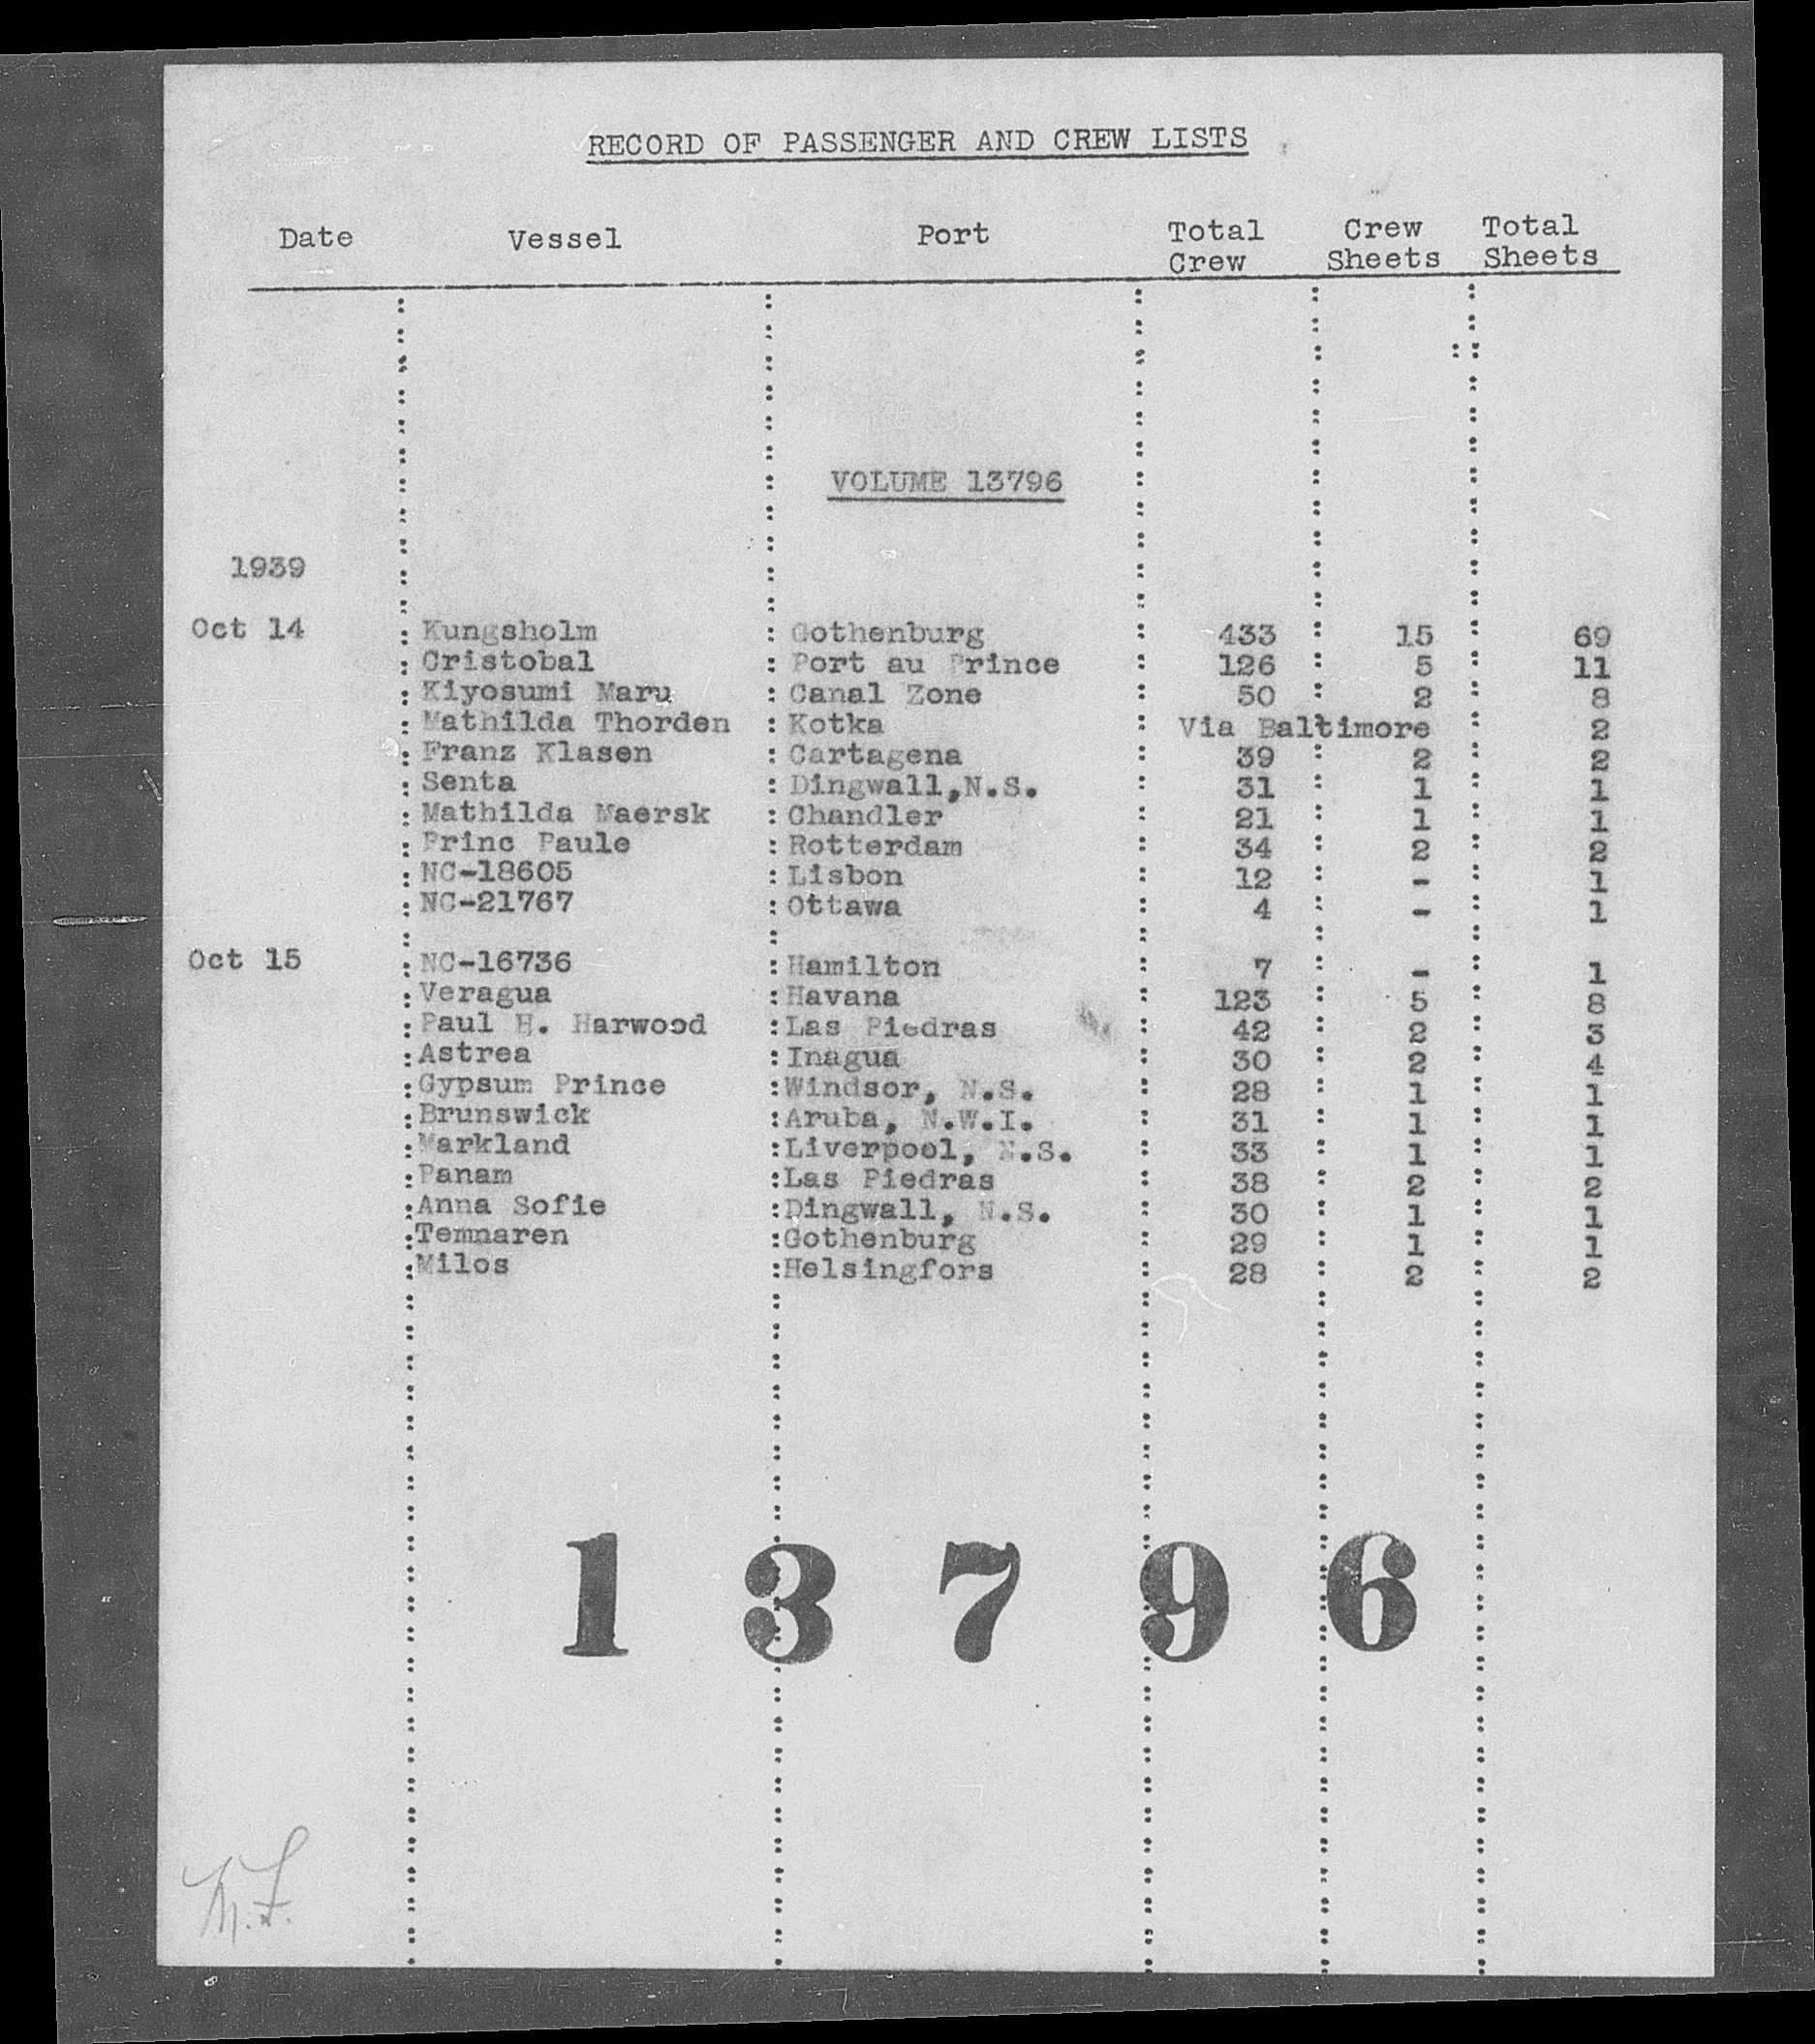 RECORD OF PASSENGER AND CREW LISTS
Date Vessel Port Total Crew Crew Sheets Total Sheets
VOLUME 13796
1939
Oct 14 : Kungsholm : Gothenburg : 433 : 15 : 69
: Cristobal : Port au Prince : 126 : 5 : 11
: Kiyosumi Maru : Canal Zone : 50 : 2 : 8
: Mathilda Thorden : Kotka : Via Baltimore : 2
: Franz Klasen : Cartagena : 39 : 2 : 2
: Senta : Dingwall,N.S. : 31 : 1 : 1
: Mathilda Maersk : Chandler : 21 : 1 : 1
: Princ Paule : Rotterdam : 34 : 2 : 2
: NC-18605 : Lisbon : 12 : - : 1
: NC-21767 : Ottawa : 4 : - : 1
Oct 15 : NC-16736 : Hamilton : 7 : - : 1
: Veragua : Havana : 123 : 5 : 8
: Paul H. Harwood : Las Piedras : 42 : 2 : 3
: Astrea : Inagua : 30 : 2 : 4
: Gypsum Prince : Windsor, N.S. : 28 : 1 : 1
: Brunswick : Aruba, N.W.I. : 31 : 1 : 1
: Markland : Liverpool, N.S. : 33 : 1 : 1
: Panam : Las Piedras : 38 : 2 : 2
: Anna Sofie : Dingwall, N.S. : 30 : 1 : 1
: Temnaren : Gothenburg : 29 : 1 : 1
: Milos : Helsingfors : 28 : 2 : 2
1 3 7 9 6